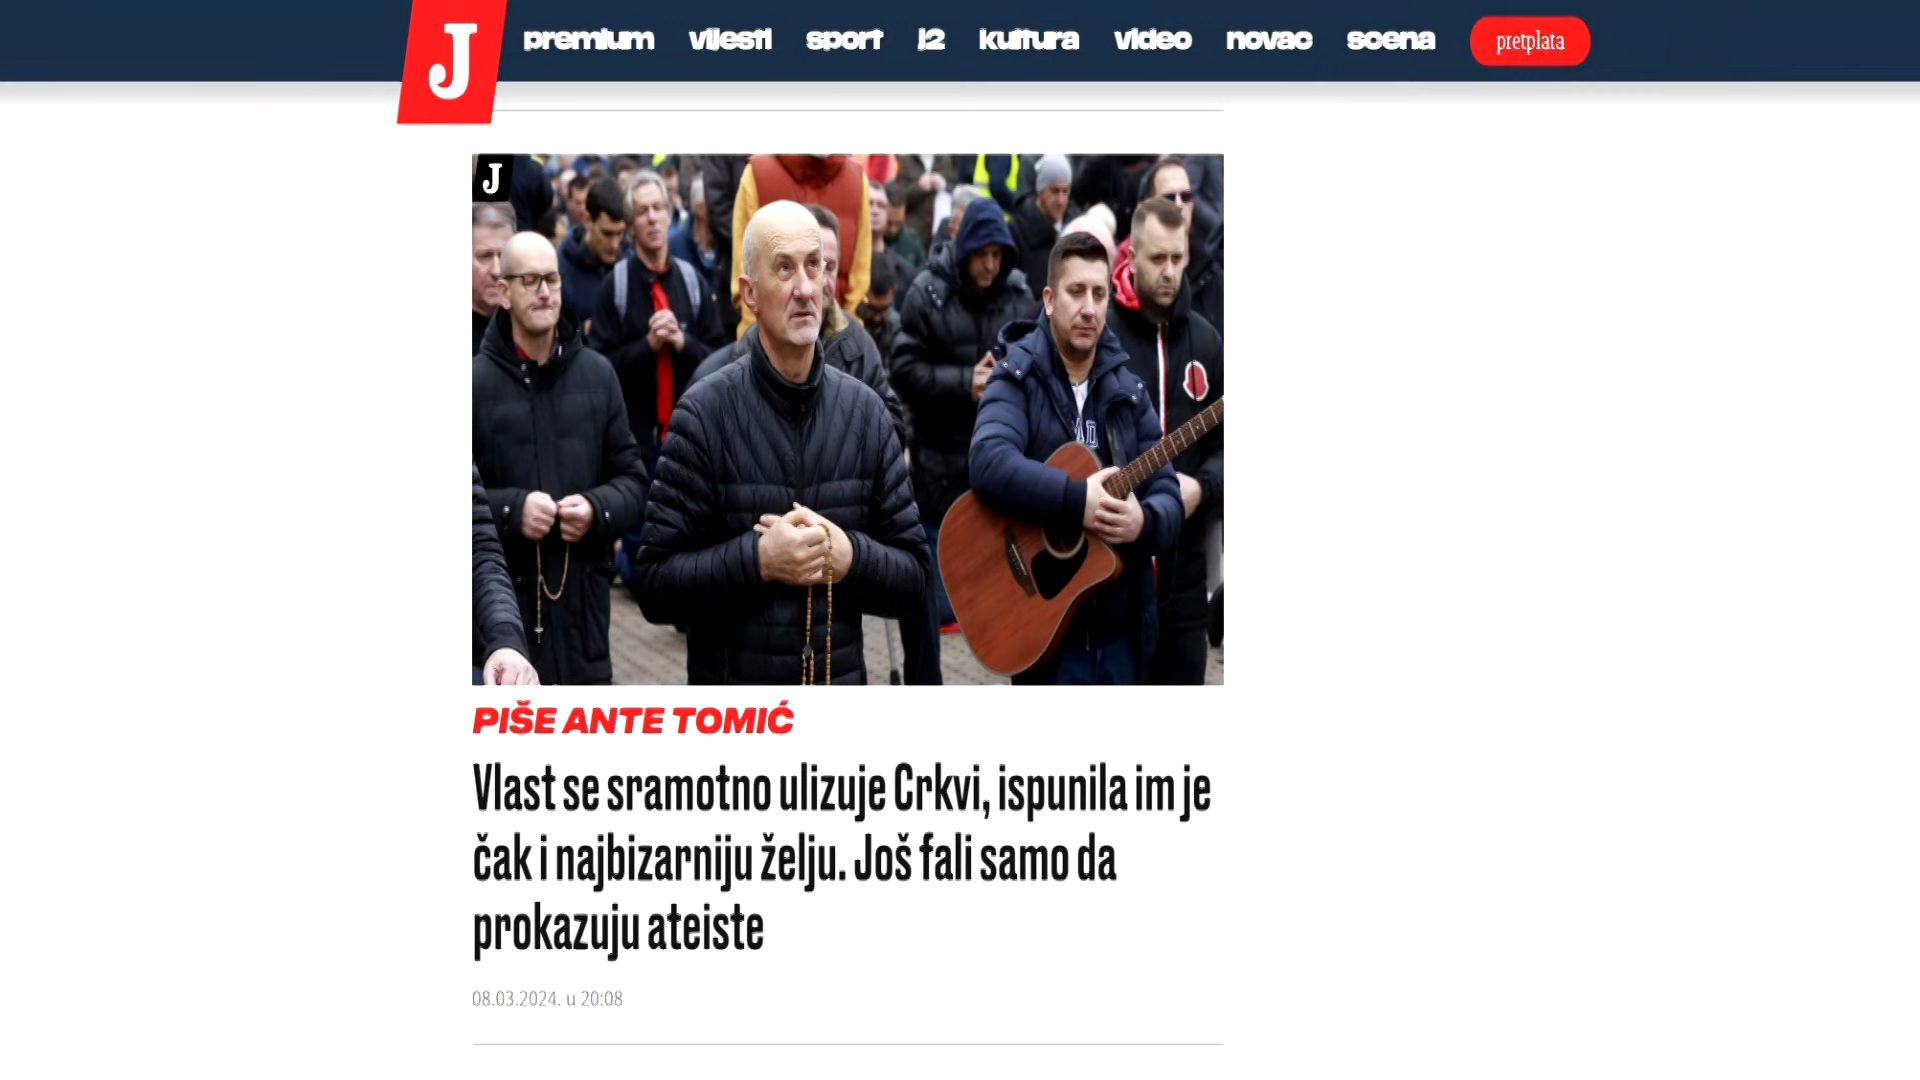 J premium vijesti sport J2 kultura video novac scena pretplata
J
PIŠE ANTE TOMIĆ
Vlast se sramotno ulizuje Crkvi, ispunila im je
čak i najbizarniju želju. Još fali samo da
prokazuju ateiste
08.03.2024. u 20:08